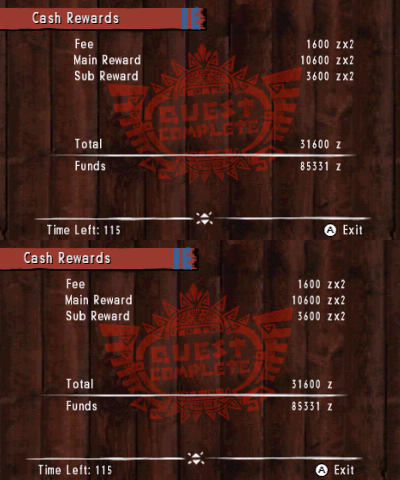 Cash Rewards
Fee 1600 zx2
Main Reward 10600 zx2
Sub Reward 3600 zx2
QUEST
COMPLETE
Total 31600 z
Funds 85331 z
Time Left: 115 A Exit
Cash Rewards
Fee 1600 zx2
Main Reward 10600 zx2
Sub Reward 3600 zx2
QUEST
COMPLETE
Total 31600 z
Funds 85331 z
Time Left: 115 A Exit